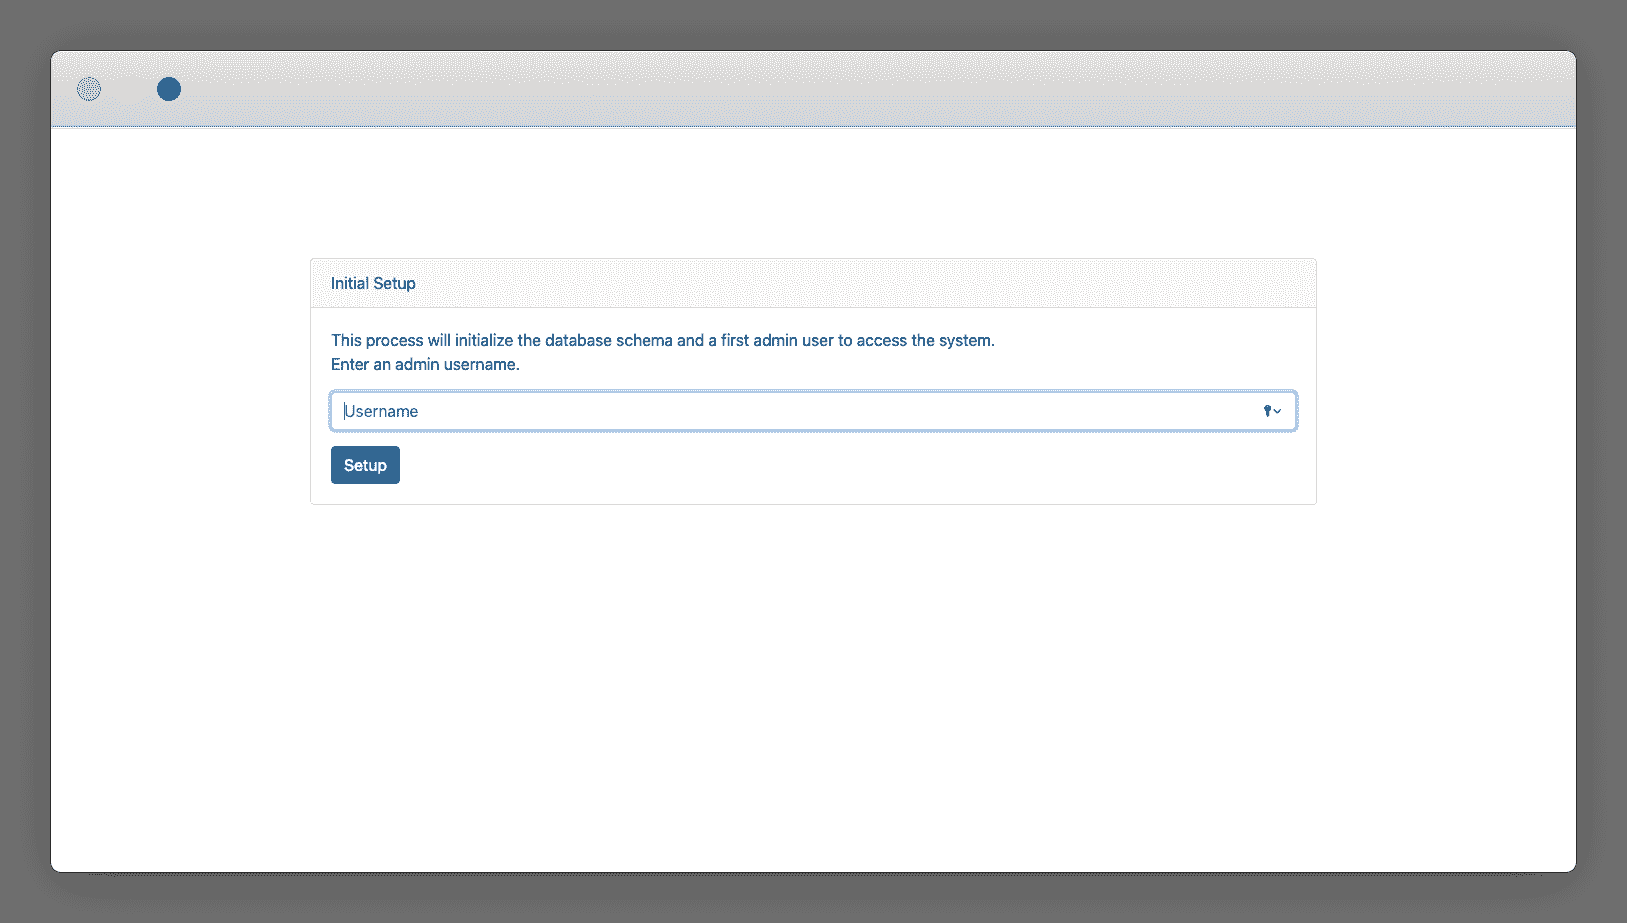 Initial Setup
This process will initialize the database schema and a first admin user to access the system.
Enter an admin username.
Username
Setup